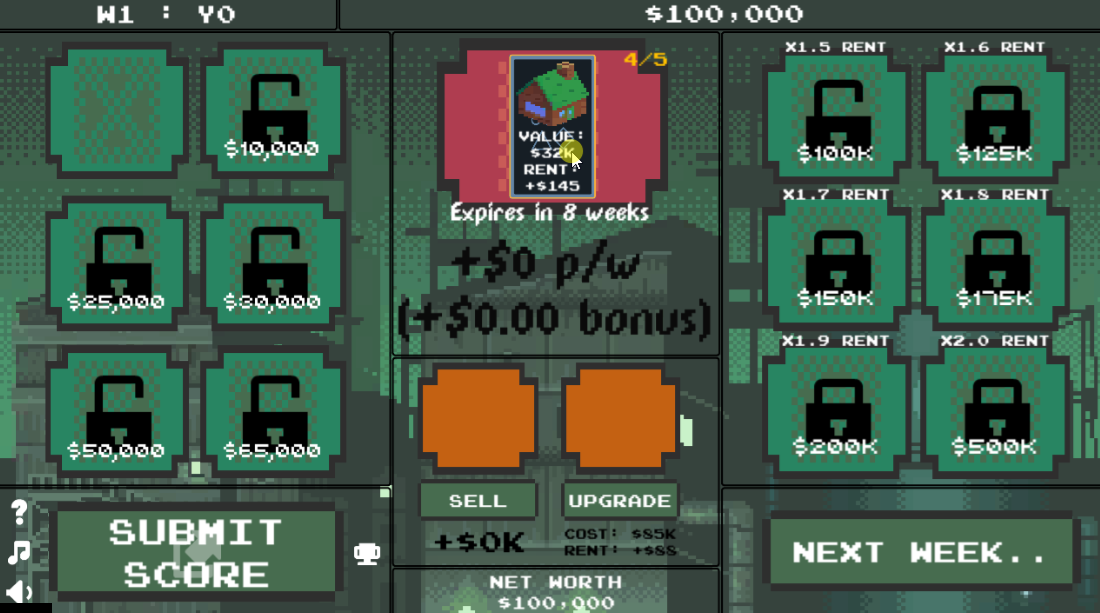 W1 : Y0
$100,000
$10,000
$25,000
$30,000
$50,000
$65,000
SUBMIT
SCORE
?
4/5
VALUE:
$32K
RENT:
+$145
Expires in 8 weeks
+$0 p/w
(+$0.00 bonus)
SELL
UPGRADE
+$0K
COST: $85K
RENT: +$88
NET WORTH
$100,000
X1.5 RENT
X1.6 RENT
$100K
$125K
X1.7 RENT
X1.8 RENT
$150K
$175K
X1.9 RENT
X2.0 RENT
$200K
$500K
NEXT WEEK..